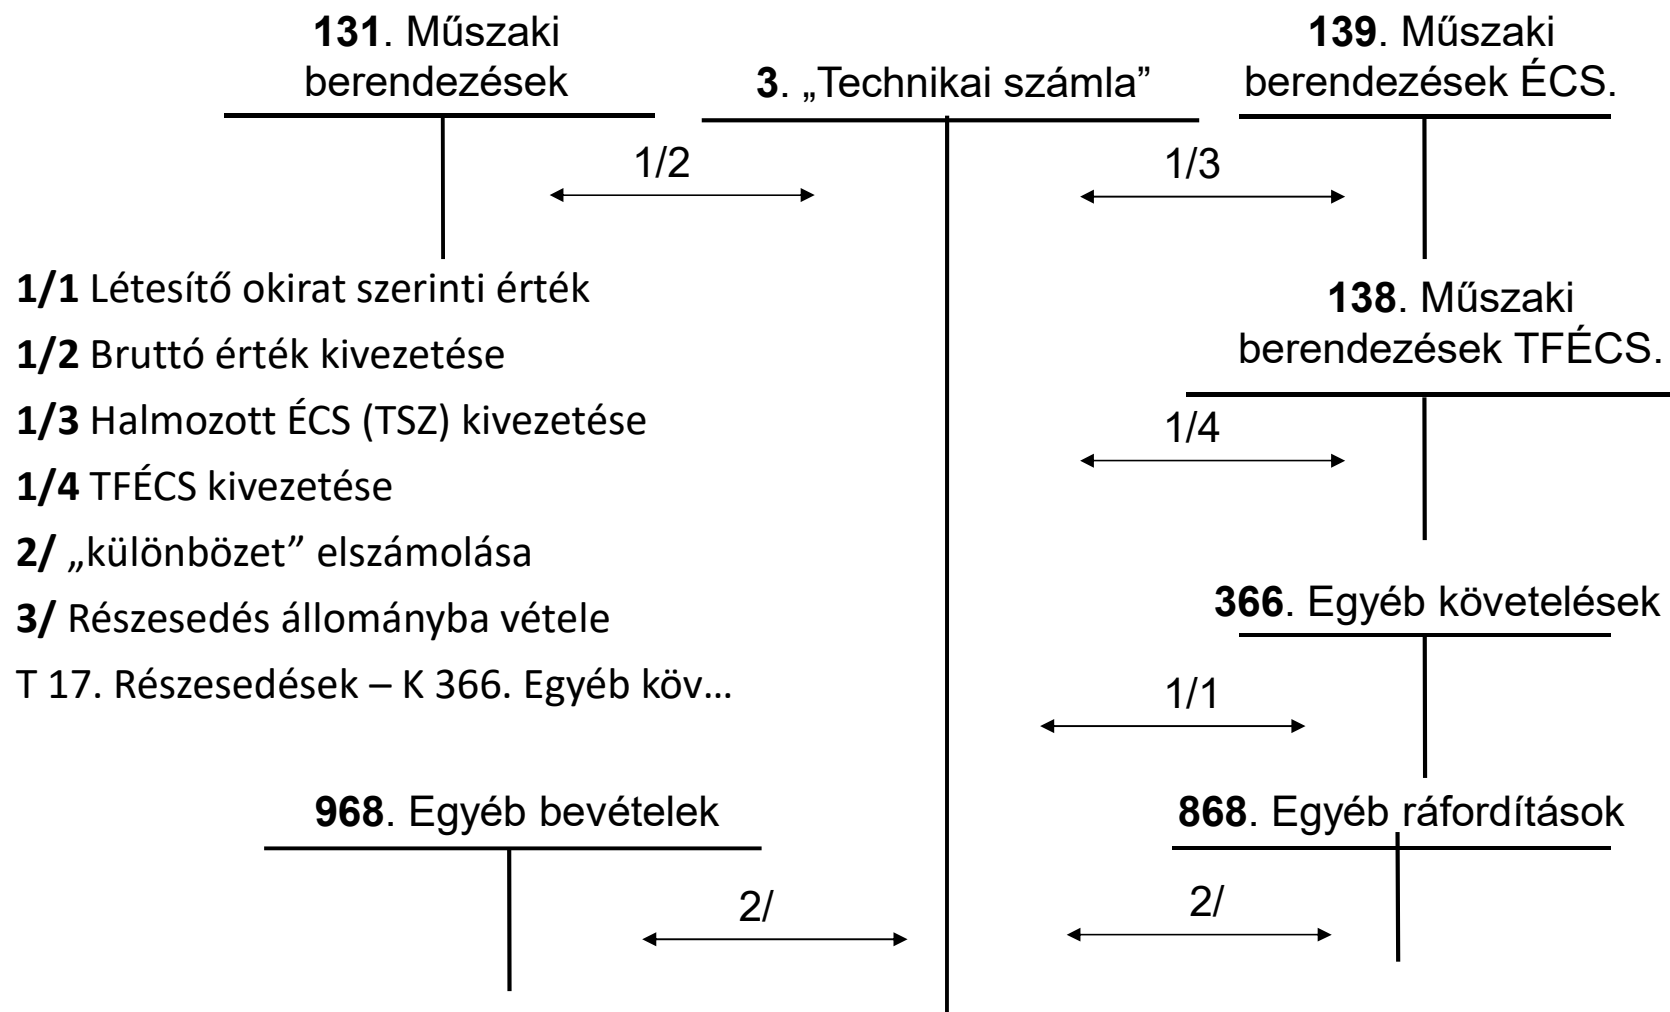 131. Műszaki
berendezések
3. „Technikai számla”
139. Műszaki
berendezések ÉCS.
1/2
1/3
1/1 Létesítő okirat szerinti érték
1/2 Bruttó érték kivezetése
1/3 Halmozott ÉCS (TSZ) kivezetése
1/4 TFÉCS kivezetése
2/ „különbözet” elszámolása
3/ Részesedés állományba vétele
T 17. Részesedések – K 366. Egyéb köv...
138. Műszaki
berendezések TFÉCS.
1/4
366. Egyéb követelések
1/1
968. Egyéb bevételek
868. Egyéb ráfordítások
2/
2/